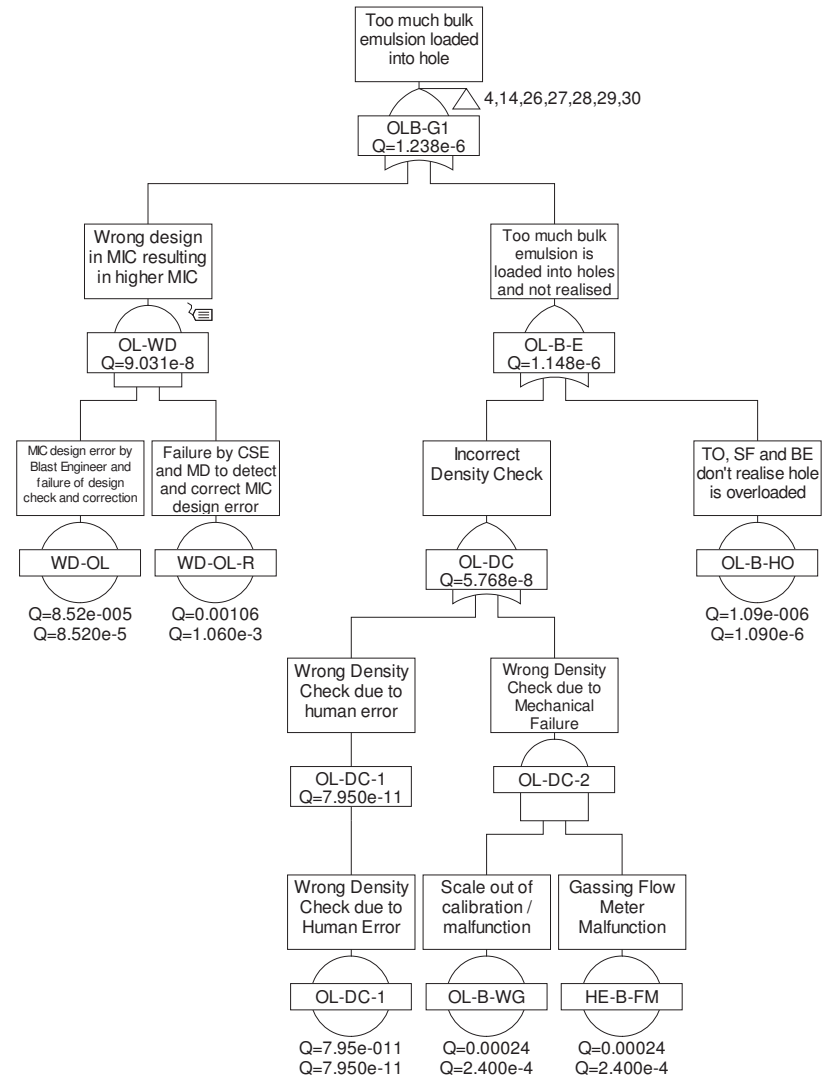 Too much bulk
emulsion loaded
into hole
4,14,26,27,28,29,30
OLB-G1
Q=1.238e-6
Wrong design
in MIC resulting
in higher MIC
OL-WD
Q=9.031e-8
Too much bulk
emulsion is
loaded into holes
and not realised
OL-B-E
Q=1.148e-6
MIC design error by
Blast Engineer and
failure of design
check and correction
WD-OL
Q=8.52e-005
Q=8.520e-5
Failure by CSE
and MD to detect
and correct MIC
design error
WD-OL-R
Q=0.00106
Q=1.060e-3
Incorrect
Density Check
OL-DC
Q=5.768e-8
TO, SF and BE
don't realise hole
is overloaded
OL-B-HO
Q=1.09e-006
Q=1.090e-6
Wrong Density
Check due to
human error
OL-DC-1
Q=7.950e-11
Wrong Density
Check due to
Mechanical
Failure
OL-DC-2
Wrong Density
Check due to
Human Error
OL-DC-1
Q=7.95e-011
Q=7.950e-11
Scale out of
calibration /
malfunction
OL-B-WG
Q=0.00024
Q=2.400e-4
Gassing Flow
Meter
Malfunction
HE-B-FM
Q=0.00024
Q=2.400e-4